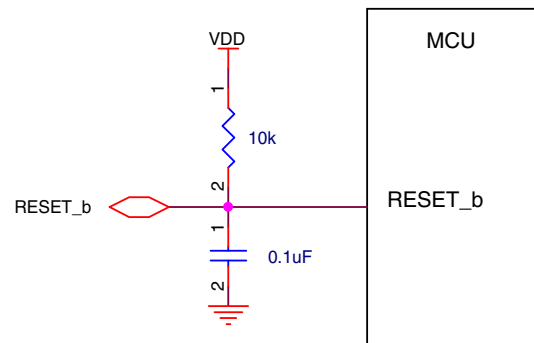 VDD
MCU
1
10k
2
RESET_b
RESET_b
1
0.1uF
2